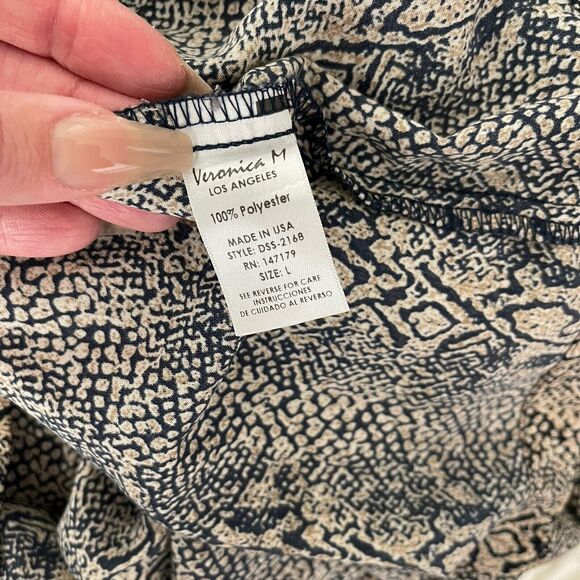 Veronica M
LOS ANGELES
100% Polyester
MADE IN USA
STYLE: DSS-2168
RN: 147179
SIZE: L
SEE REVERSE FOR CARE
INSTRUCCIONES
DE CUIDADO AL REVERSO